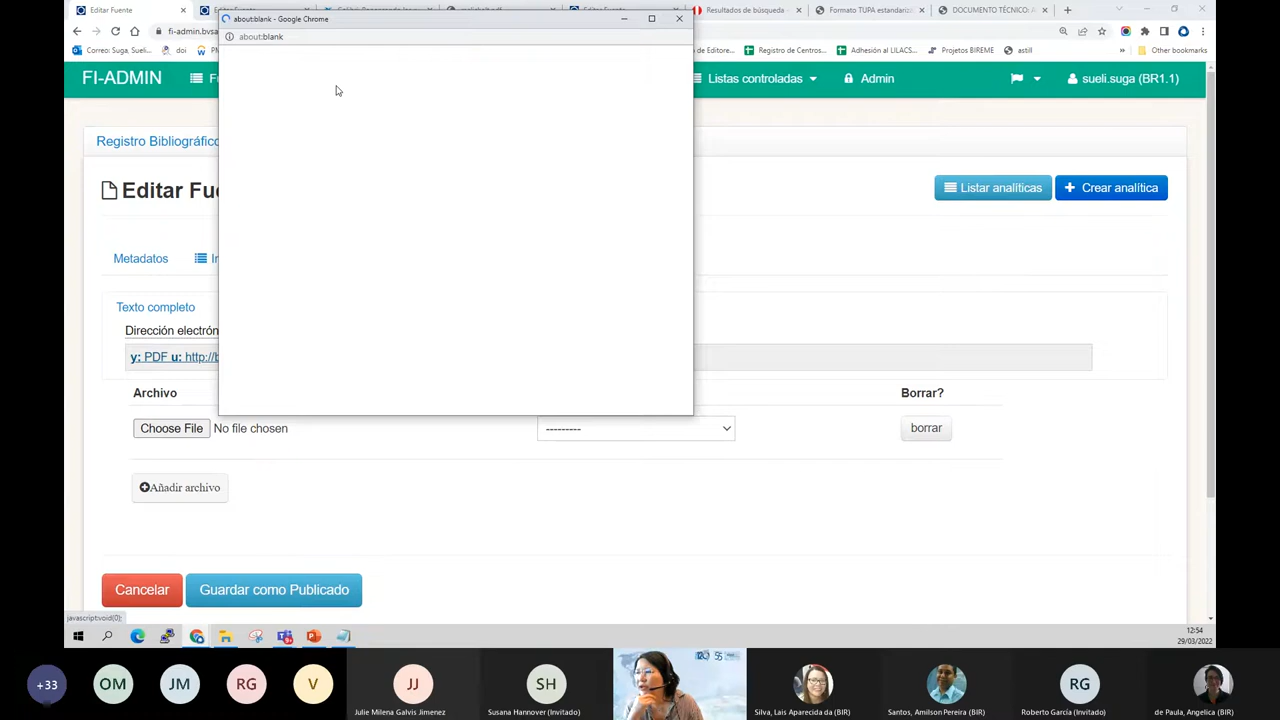 Editar Fuente
about:blank - Google Chrome
Resultados de búsqueda
Formato TUPA estandariz
DOCUMENTO TÉCNICO: A
fi-admin.bvsa
about:blank
Correo: Suga, Sueli...
doi
de Editore...
Registro de Centros...
Adhesión al LILACS...
Projetos BIREME
astill
Other bookmarks
FI-ADMIN
Listas controladas
Admin
sueli.suga (BR1.1)
Registro Bibliográfico
Editar Fue
Listar analíticas
Crear analítica
Metadatos
Texto completo
Dirección electrón
y: PDF u: http://b
Archivo
Borrar?
Choose File No file chosen
---------
borrar
Añadir archivo
Cancelar
Guardar como Publicado
javascript:void(0);
12:54
29/03/2022
+33
OM
JM
RG
V
JJ
SH
RG
Julie Milena Galvis Jimenez
Susana Hannover (Invitado)
Silva, Lais Aparecida da (BIR)
Santos, Amilson Pereira (BIR)
Roberto García (Invitado)
de Paula, Angelica (BIR)